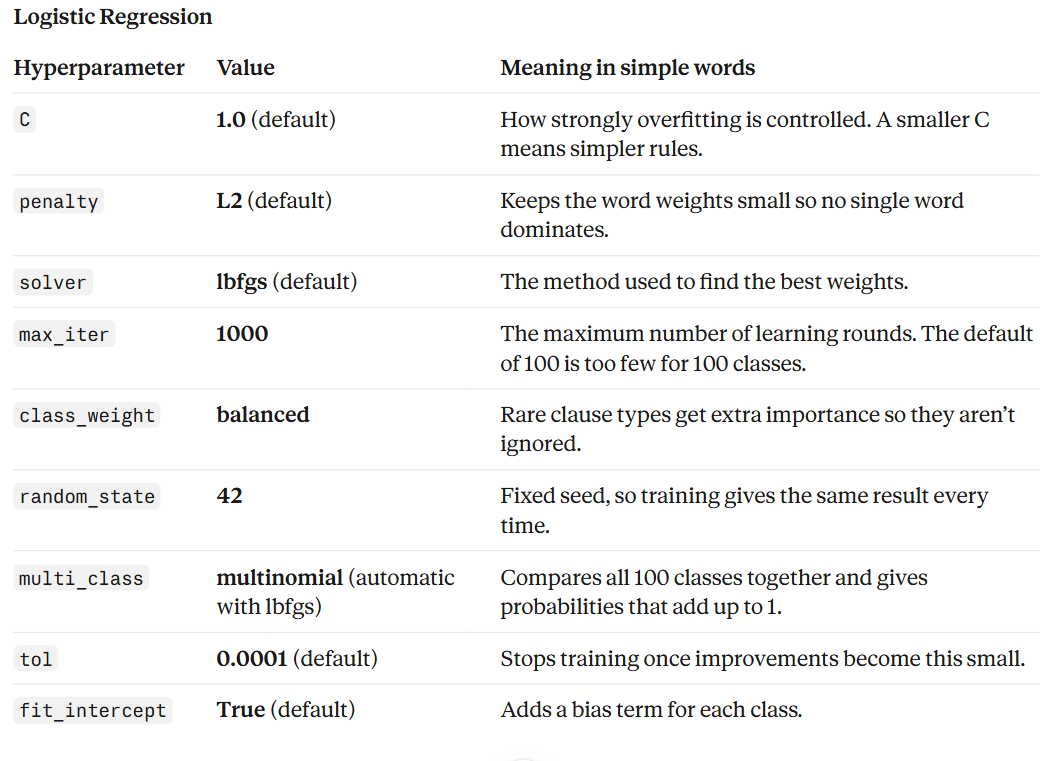 Logistic Regression
Hyperparameter Value Meaning in simple words
C 1.0 (default) How strongly overfitting is controlled. A smaller C
means simpler rules.
penalty L2 (default) Keeps the word weights small so no single word
dominates.
solver lbfgs (default) The method used to find the best weights.
max_iter 1000 The maximum number of learning rounds. The default
of 100 is too few for 100 classes.
class_weight balanced Rare clause types get extra importance so they aren’t
ignored.
random_state 42 Fixed seed, so training gives the same result every
time.
multi_class multinomial (automatic Compares all 100 classes together and gives
with lbfgs) probabilities that add up to 1.
tol 0.0001 (default) Stops training once improvements become this small.
fit_intercept True (default) Adds a bias term for each class.